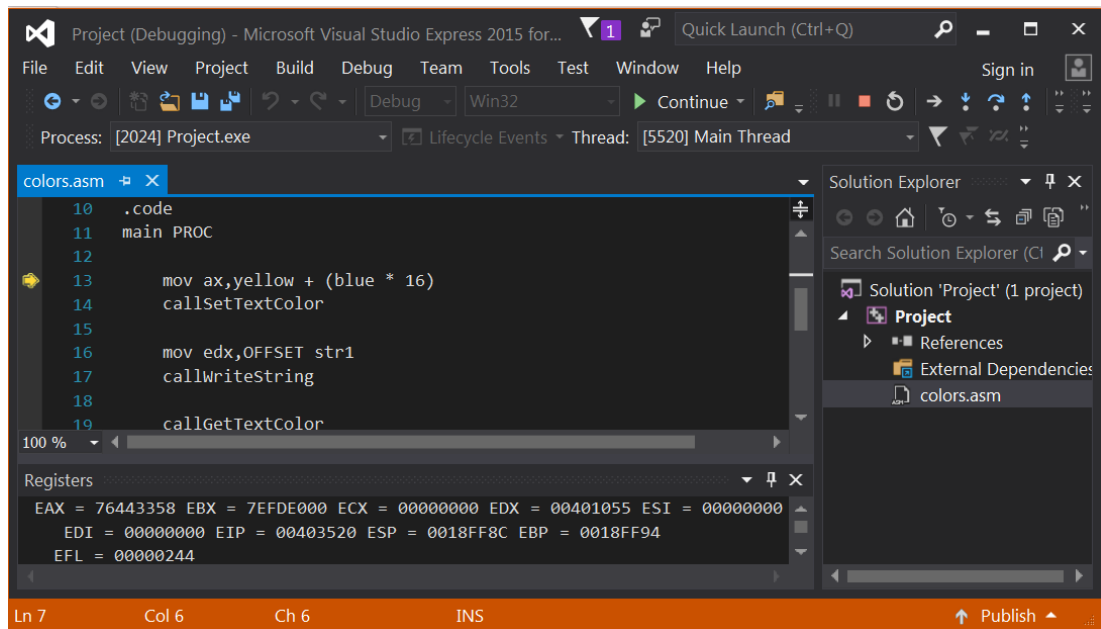 Project (Debugging) - Microsoft Visual Studio Express 2015 for... 1 Quick Launch (Ctrl+Q)
File Edit View Project Build Debug Team Tools Test Window Help Sign in
Debug Win32 Continue
Process: [2024] Project.exe Lifecycle Events Thread: [5520] Main Thread
colors.asm
10 .code
11 main PROC
12
13 mov ax,yellow + (blue * 16)
14 callSetTextColor
15
16 mov edx,OFFSET str1
17 callWriteString
18
19 callGetTextColor
100 %
Registers
EAX = 76443358 EBX = 7EFDE000 ECX = 00000000 EDX = 00401055 ESI = 00000000
EDI = 00000000 EIP = 00403520 ESP = 0018FF8C EBP = 0018FF94
EFL = 00000244
Solution Explorer
Search Solution Explorer (Ct
Solution 'Project' (1 project)
Project
References
External Dependencies
colors.asm
Ln 7 Col 6 Ch 6 INS Publish